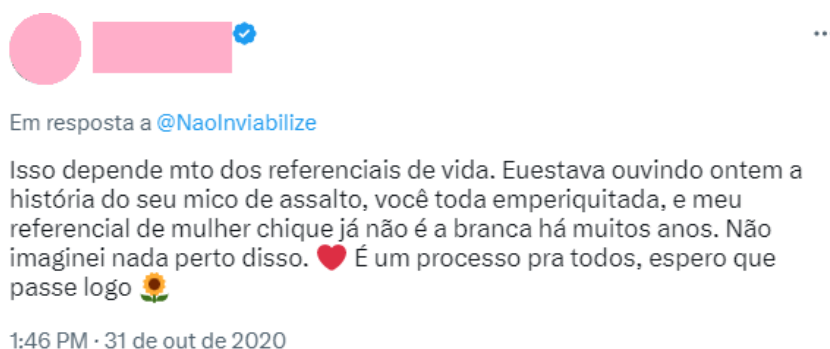 Em resposta a @NaoInviabilize
Isso depende mto dos referenciais de vida. Euestava ouvindo ontem a
história do seu mico de assalto, você toda emperiquitada, e meu
referencial de mulher chique já não é a branca há muitos anos. Não
imaginei nada perto disso. ❤️ É um processo pra todos, espero que
passe logo 🌻
1:46 PM · 31 de out de 2020